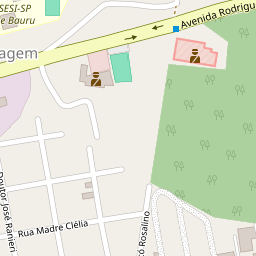 SESI-SP
de Bauru
agem
Avenida Rodrigu
Doutor José Ranieri
Rua Madre Clélia
ó Rosalino